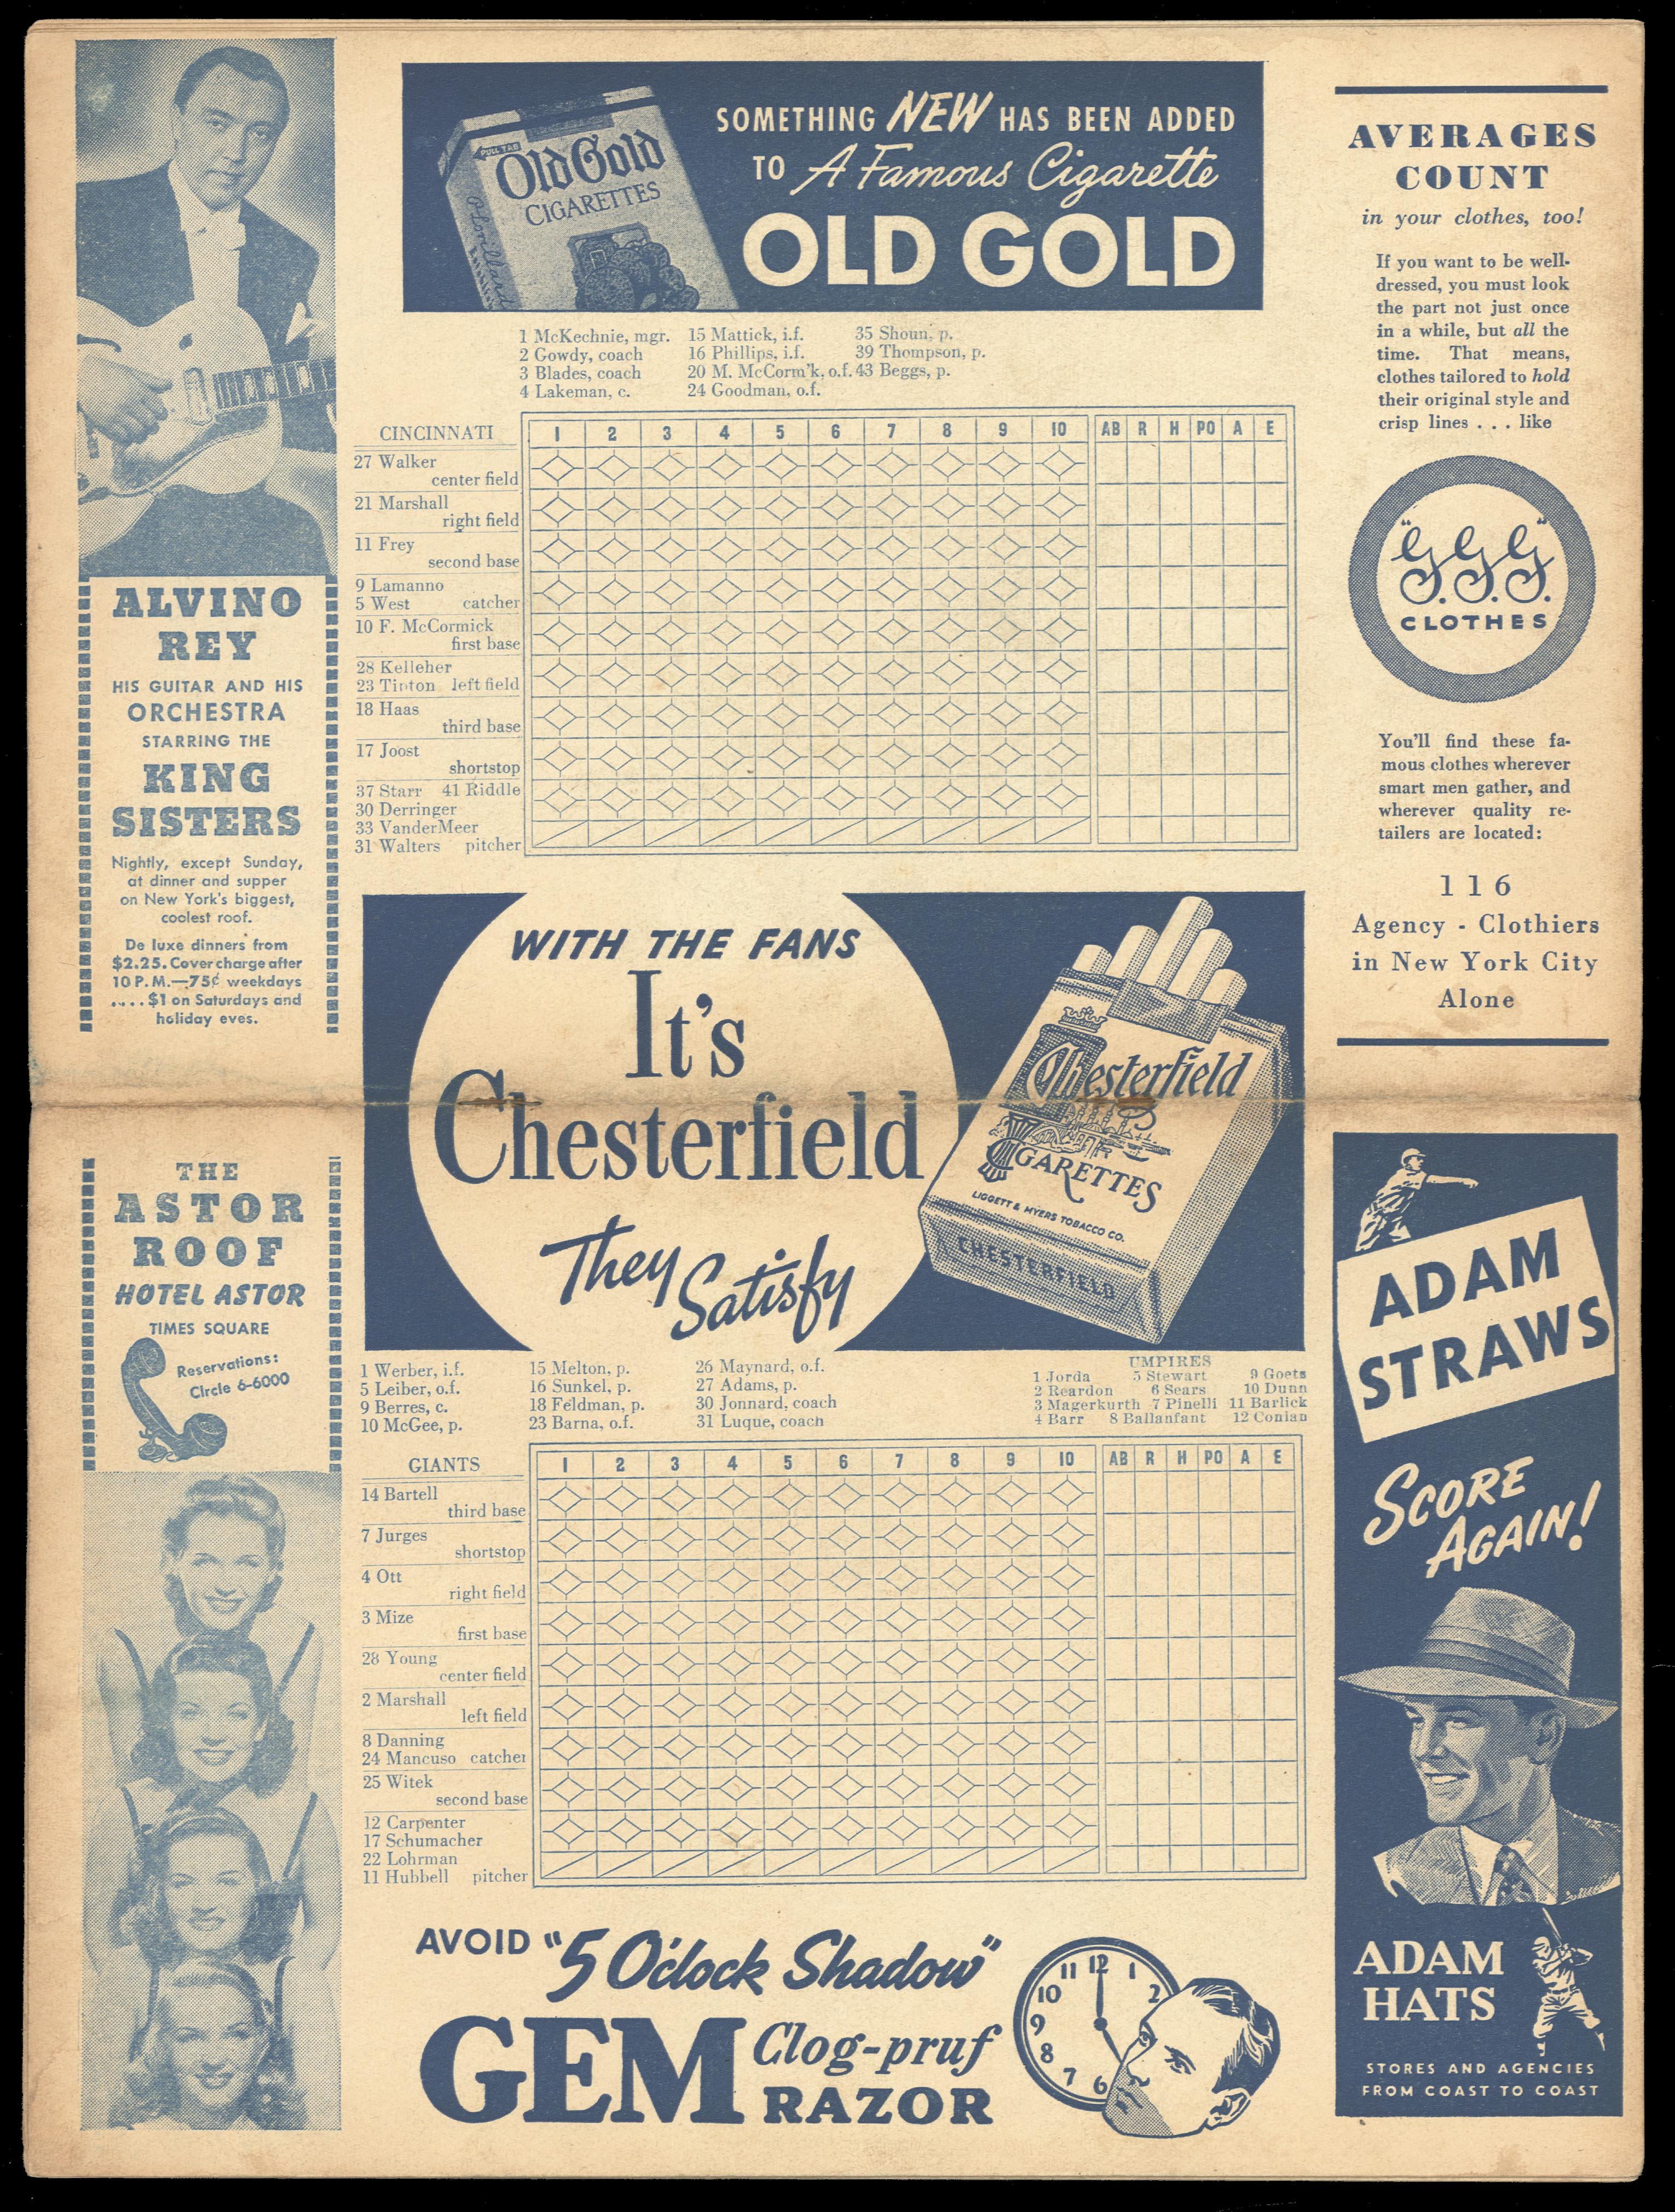 SOMETHING NEW HAS BEEN ADDED
TO A Famous Cigarette
OLD GOLD
PULL TAB
Old Gold
CIGARETTES
P. Lorillard
ALVINO
REY
HIS GUITAR AND HIS
ORCHESTRA
STARRING THE
KING
SISTERS
Nightly, except Sunday,
at dinner and supper
on New York's biggest,
coolest roof.
De luxe dinners from
$2.25. Cover charge after
10 P.M.—75¢ weekdays
.... $1 on Saturdays and
holiday eves.
THE
ASTOR
ROOF
HOTEL ASTOR
TIMES SQUARE
Reservations:
Circle 6-6000
1 McKechnie, mgr. 15 Mattick, i.f. 35 Shoun, p.
2 Gowdy, coach 16 Phillips, i.f. 39 Thompson, p.
3 Blades, coach 20 M. McCorm'k, o.f. 43 Beggs, p.
4 Lakeman, c. 24 Goodman, o.f.
CINCINNATI 1 2 3 4 5 6 7 8 9 10 AB R H PO A E
27 Walker
center field
21 Marshall
right field
11 Frey
second base
9 Lamanno
5 West catcher
10 F. McCormick
first base
28 Kelleher
23 Tipton left field
18 Haas
third base
17 Joost
shortstop
37 Starr 41 Riddle
30 Derringer
33 VanderMeer
31 Walters pitcher
WITH THE FANS
It's
Chesterfield
They Satisfy
Chesterfield
CIGARETTES
LIGGETT & MYERS TOBACCO CO.
CHESTERFIELD
1 Werber, i.f. 15 Melton, p. 26 Maynard, o.f.
5 Leiber, o.f. 16 Sunkel, p. 27 Adams, p.
9 Berres, c. 18 Feldman, p. 30 Jonnard, coach
10 McGee, p. 23 Barna, o.f. 31 Luque, coach
UMPIRES
1 Jorda 5 Stewart 9 Goetz
2 Reardon 6 Sears 10 Dunn
3 Magerkurth 7 Pinelli 11 Barlick
4 Barr 8 Ballanfant 12 Conlan
GIANTS 1 2 3 4 5 6 7 8 9 10 AB R H PO A E
14 Bartell
third base
7 Jurges
shortstop
4 Ott
right field
3 Mize
first base
28 Young
center field
2 Marshall
left field
8 Danning
24 Mancuso catcher
25 Witek
second base
12 Carpenter
17 Schumacher
22 Lohrman
11 Hubbell pitcher
AVOID "5 O'clock Shadow"
GEM Clog-pruf
RAZOR
11 12 1
10 2
9
8
7 6
AVERAGES
COUNT
in your clothes, too!
If you want to be well-
dressed, you must look
the part not just once
in a while, but all the
time. That means,
clothes tailored to hold
their original style and
crisp lines . . . like
"G.G.G."
CLOTHES
You'll find these fa-
mous clothes wherever
smart men gather, and
wherever quality re-
tailers are located:
116
Agency - Clothiers
in New York City
Alone
ADAM
STRAWS
SCORE
AGAIN!
ADAM
HATS
STORES AND AGENCIES
FROM COAST TO COAST